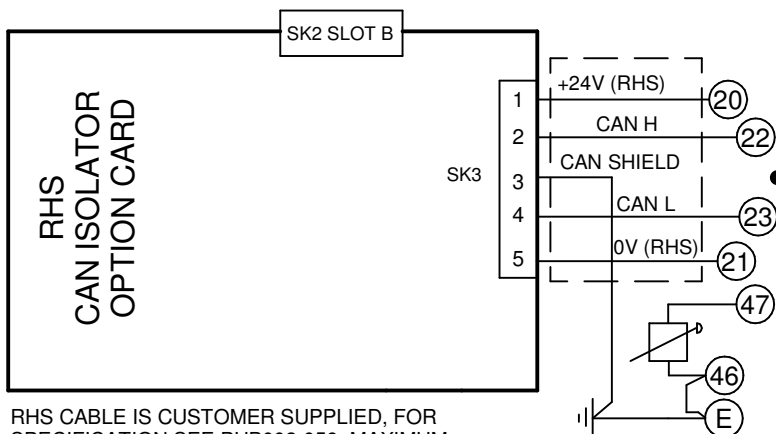 SK2 SLOT B
RHS
CAN ISOLATOR
OPTION CARD
SK3
1
2
3
4
5
+24V (RHS)
CAN H
CAN SHIELD
CAN L
0V (RHS)
20
22
23
21
47
46
E
RHS CABLE IS CUSTOMER SUPPLIED, FOR